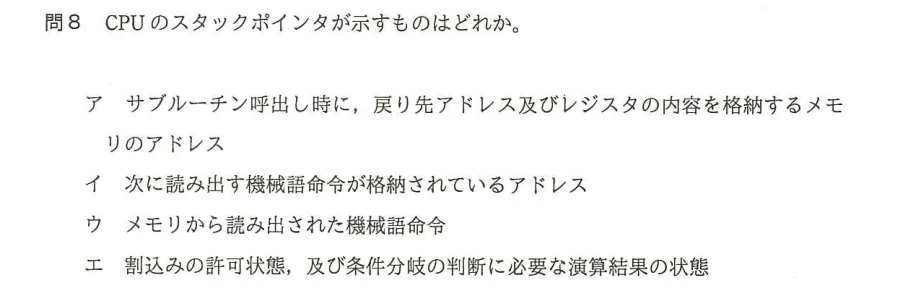 問8 CPUのスタックポインタが示すものはどれか。
ア サブルーチン呼出し時に，戻り先アドレス及びレジスタの内容を格納するメモ
リのアドレス
イ 次に読み出す機械語命令が格納されているアドレス
ウ メモリから読み出された機械語命令
エ 割込みの許可状態，及び条件分岐の判断に必要な演算結果の状態